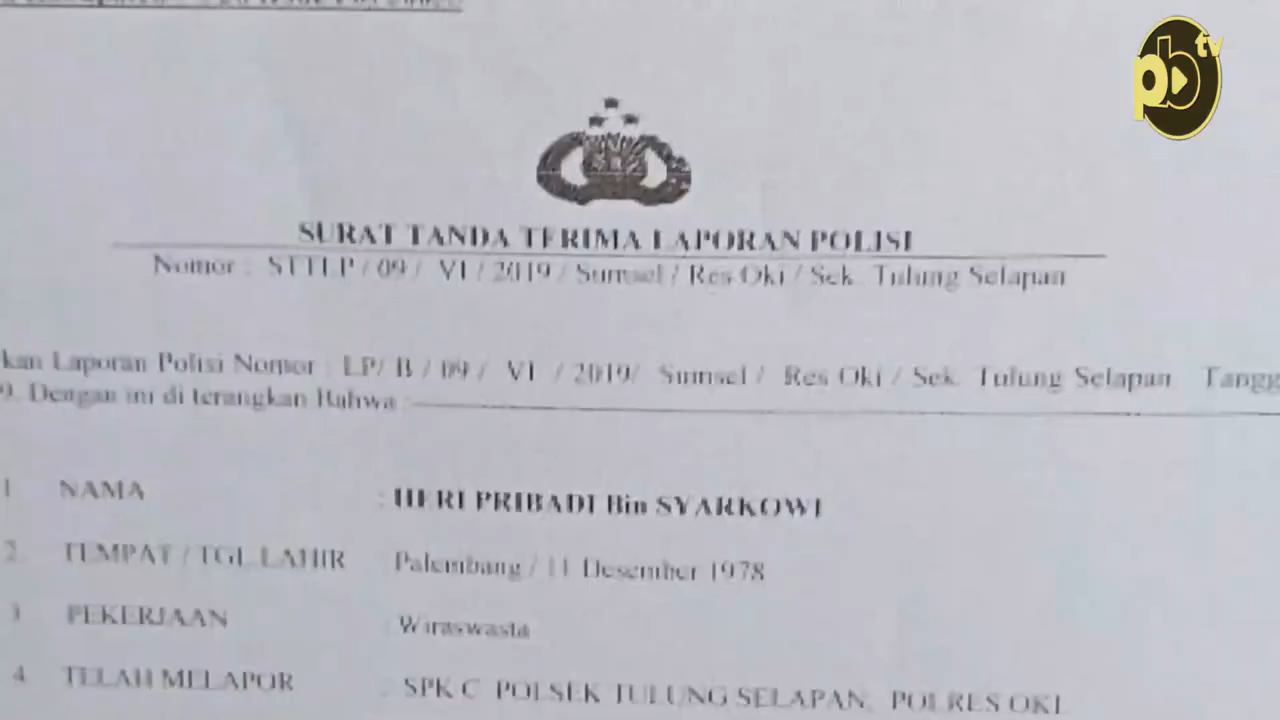 pb tv
SURAT TANDA TERIMA LAPORAN POLISI
Nomor : STTLP / 09 / VI / 2019 / Sumsel / Res Oki / Sek. Tulung Selapan
kan Laporan Polisi Nomor : LP/ B / 09 / VI / 2019/ Sumsel / Res Oki / Sek. Tulung Selapan Tangg
9. Dengan ini di terangkan Bahwa :
1 NAMA : HERI PRIBADI Bin SYARKOWI
2. TEMPAT / TGL LAHIR : Palembang / 11 Desember 1978
3 PEKERJAAN : Wiraswasta
4. TELAH MELAPOR : SPK C POLSEK TULUNG SELAPAN, POLRES OKI